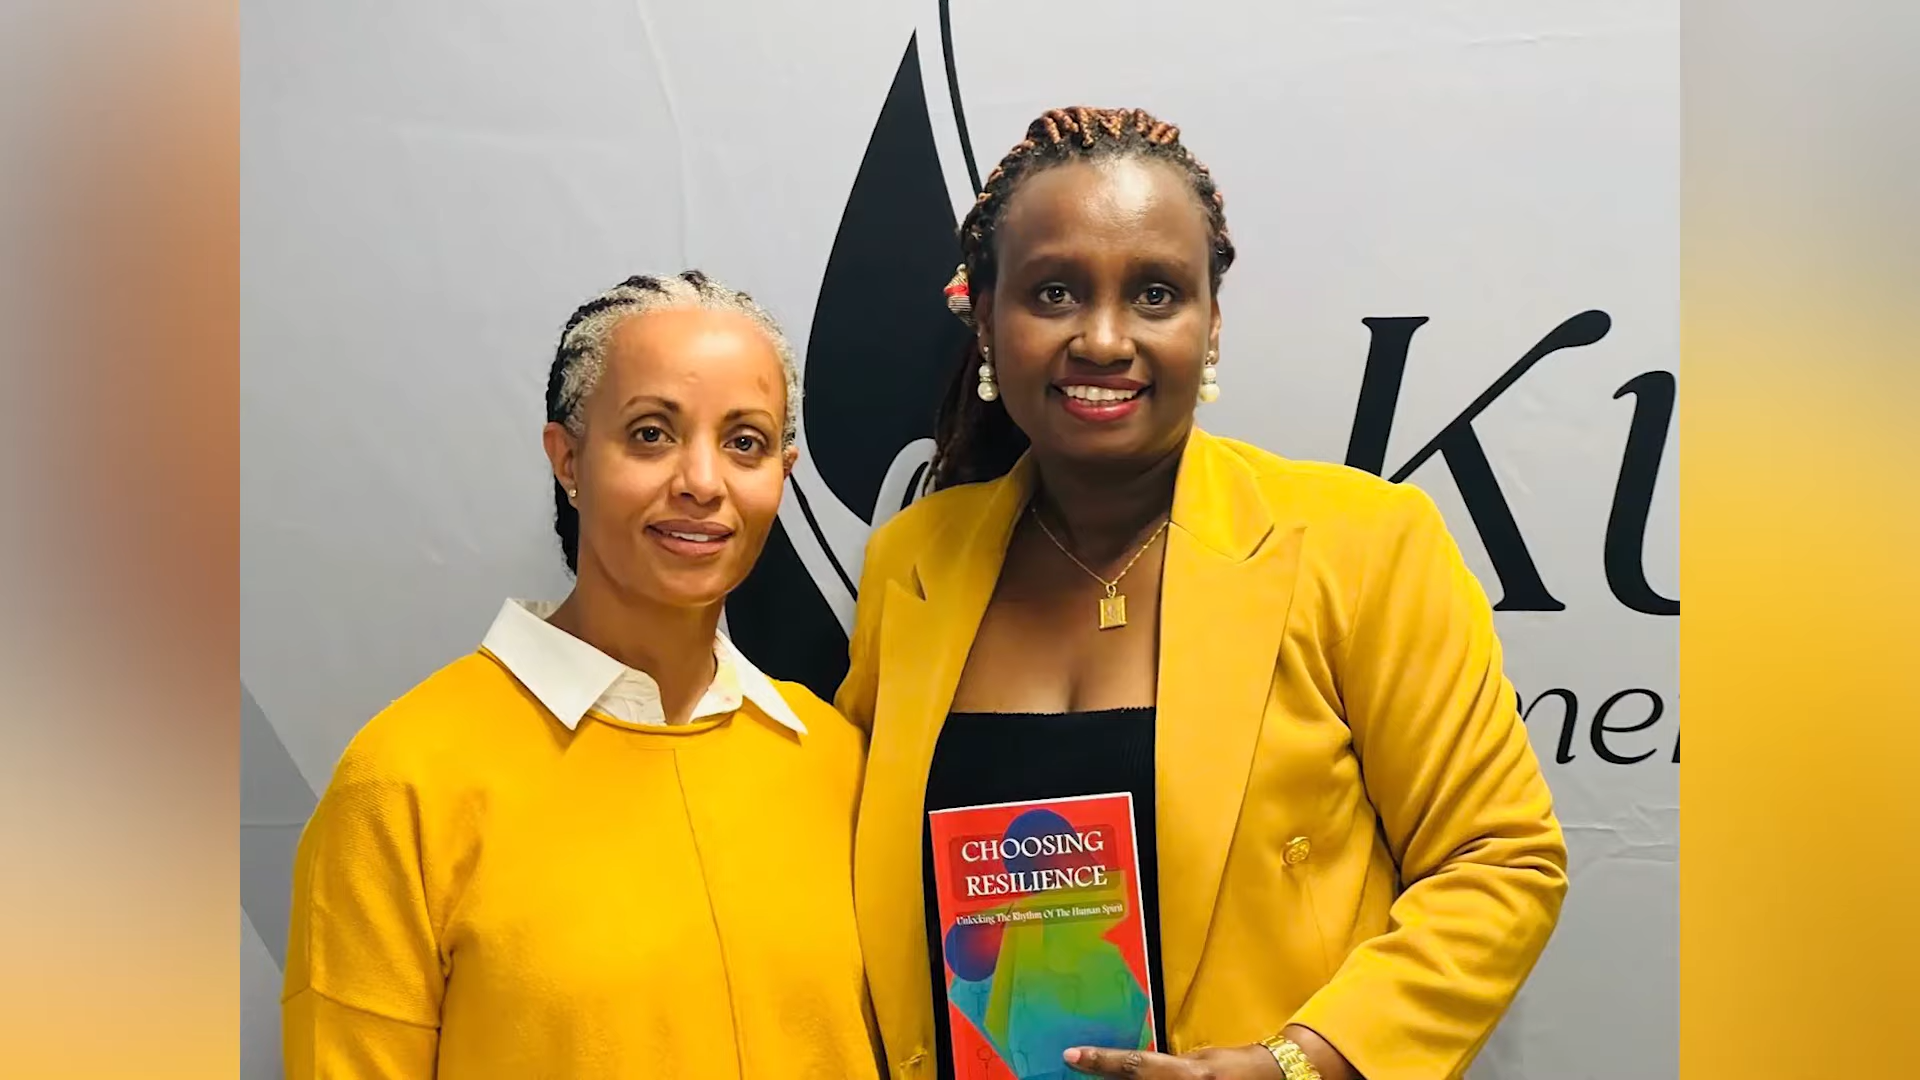 Ku
me
CHOOSING
RESILIENCE
Unlocking The Rhythm Of The Human Spirit